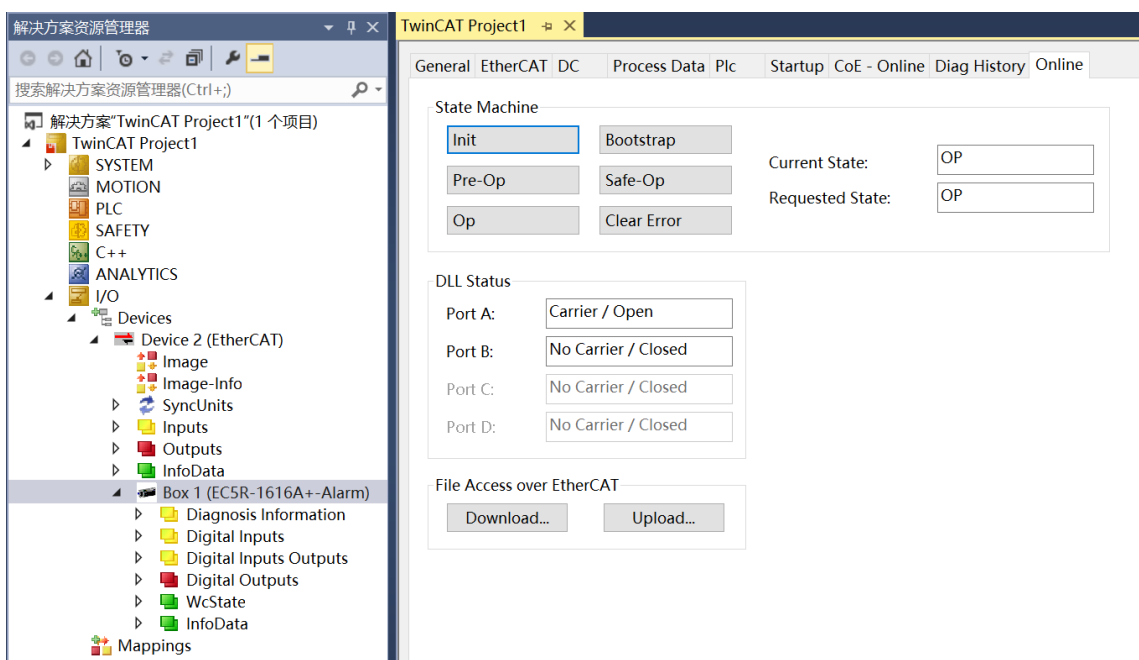 解决方案资源管理器
搜索解决方案资源管理器(Ctrl+;)
解决方案"TwinCAT Project1"(1 个项目)
TwinCAT Project1
SYSTEM
MOTION
PLC
SAFETY
C++
ANALYTICS
I/O
Devices
Device 2 (EtherCAT)
Image
Image-Info
SyncUnits
Inputs
Outputs
InfoData
Box 1 (EC5R-1616A+-Alarm)
Diagnosis Information
Digital Inputs
Digital Inputs Outputs
Digital Outputs
WcState
InfoData
Mappings
TwinCAT Project1
General EtherCAT DC Process Data Plc Startup CoE - Online Diag History Online
State Machine
Init Bootstrap
Pre-Op Safe-Op
Op Clear Error
Current State: OP
Requested State: OP
DLL Status
Port A: Carrier / Open
Port B: No Carrier / Closed
Port C: No Carrier / Closed
Port D: No Carrier / Closed
File Access over EtherCAT
Download... Upload...